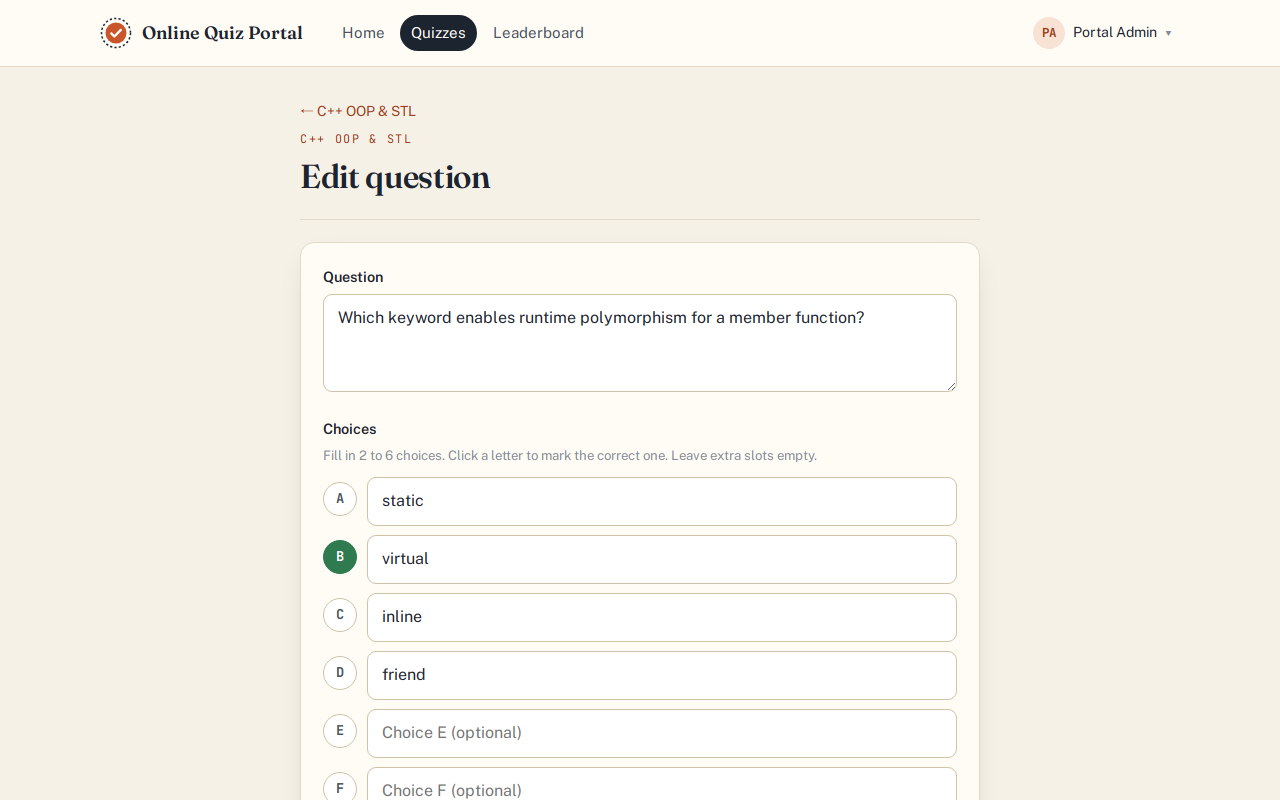 Online Quiz Portal
Home
Quizzes
Leaderboard
PA
Portal Admin
← C++ OOP & STL
C++ OOP & STL
Edit question
Question
Which keyword enables runtime polymorphism for a member function?
Choices
Fill in 2 to 6 choices. Click a letter to mark the correct one. Leave extra slots empty.
A
static
B
virtual
C
inline
D
friend
E
Choice E (optional)
F
Choice F (optional)